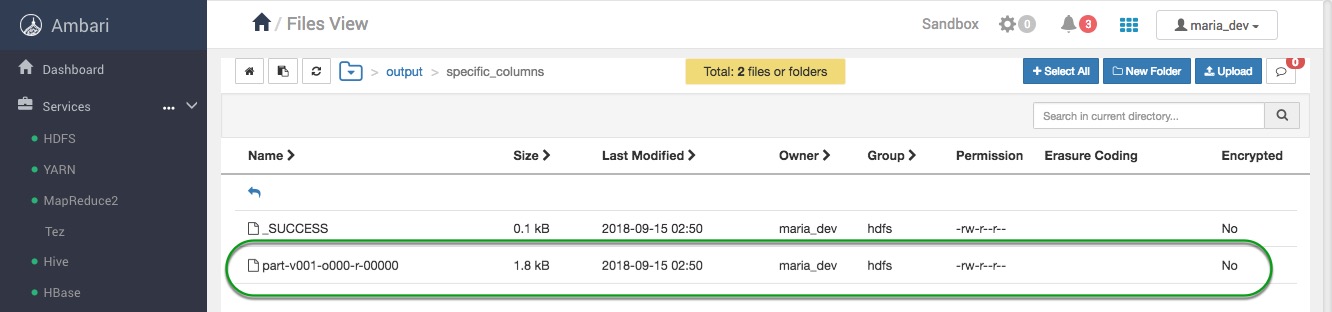 Ambari
/ Files View
Sandbox 0 3 maria_dev
Dashboard
> output > specific_columns
Total: 2 files or folders
+ Select All New Folder Upload 0
Services ...
Search in current directory...
HDFS
Name Size Last Modified Owner Group Permission Erasure Coding Encrypted
YARN
MapReduce2
_SUCCESS 0.1 kB 2018-09-15 02:50 maria_dev hdfs -rw-r--r-- No
Tez
Hive
part-v001-o000-r-00000 1.8 kB 2018-09-15 02:50 maria_dev hdfs -rw-r--r-- No
HBase